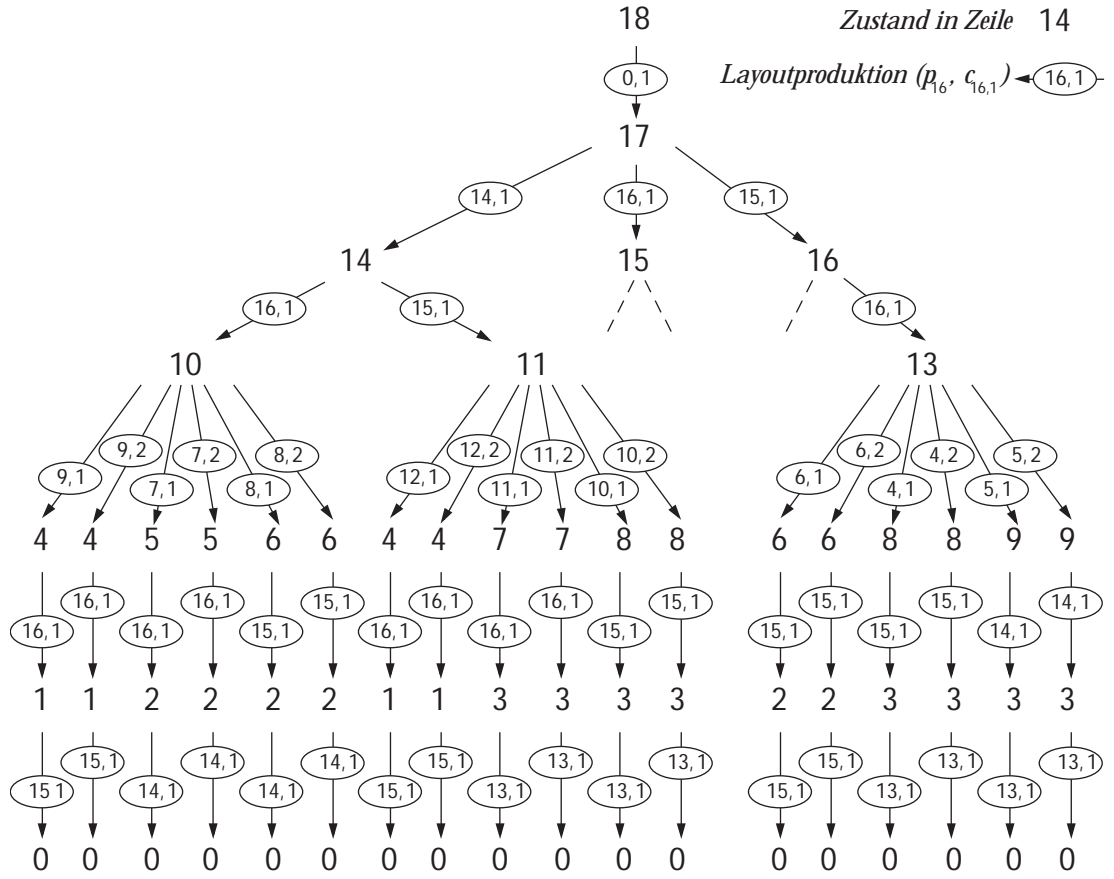 18 Zustand in Zeile 14
0,1 Layoutproduktion (p16, c16,1) 16,1
17
14,1 16,1 15,1
14 15 16
16,1 15,1 16,1
10 11 13
9,2 7,2 8,2 12,2 11,2 10,2 6,2 4,2 5,2
9,1 7,1 8,1 12,1 11,1 10,1 6,1 4,1 5,1
4 4 5 5 6 6 4 4 7 7 8 8 6 6 8 8 9 9
16,1 16,1 15,1 16,1 16,1 15,1 15,1 15,1 14,1
16,1 16,1 15,1 16,1 16,1 15,1 15,1 15,1 14,1
1 1 2 2 2 2 1 1 3 3 3 3 2 2 3 3 3 3
15,1 14,1 14,1 15,1 13,1 13,1 15,1 13,1 13,1
15 1 14,1 14,1 15,1 13,1 13,1 15,1 13,1 13,1
0 0 0 0 0 0 0 0 0 0 0 0 0 0 0 0 0 0